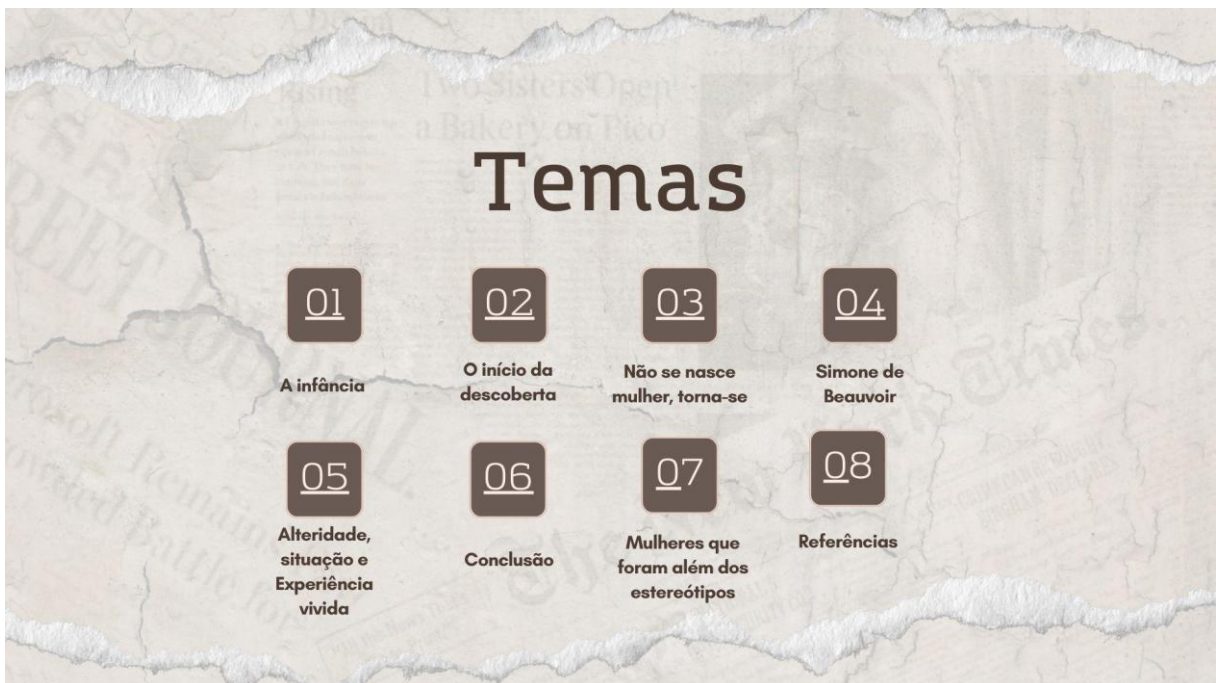 Two Sisters Open
a Bakery on Pico
Temas
01
02
03
04
A infância
O início da
descoberta
Não se nasce
mulher, torna-se
Simone de
Beauvoir
05
06
07
08
Alteridade,
situação e
Experiência
vivida
Conclusão
Mulheres que
foram além dos
estereótipos
Referências